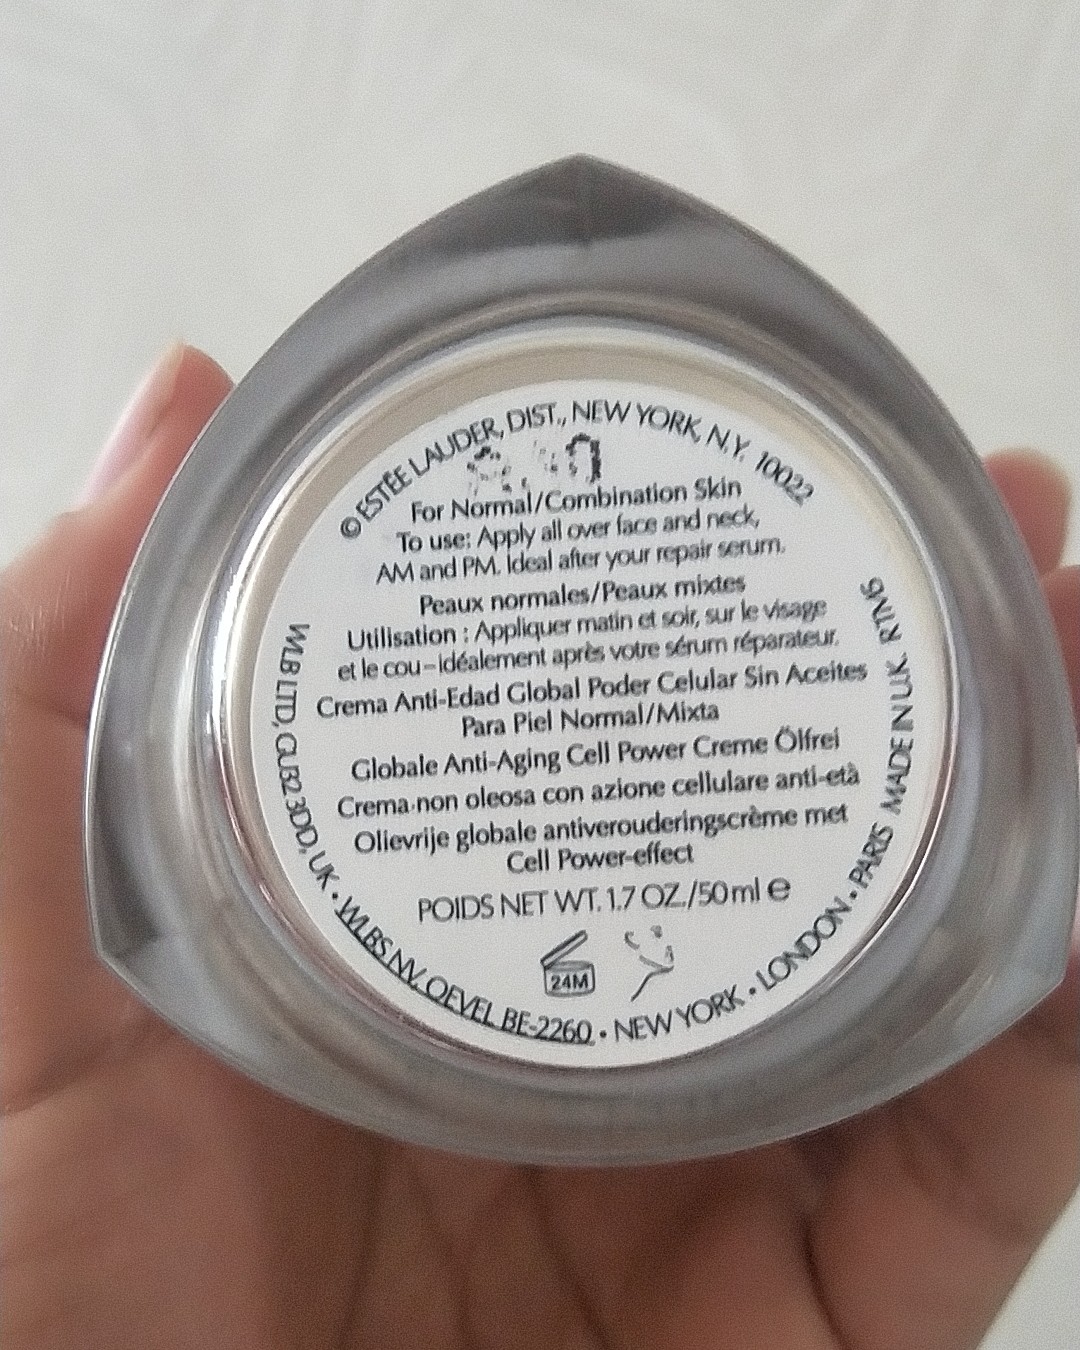 © ESTĒE LAUDER, DIST., NEW YORK, N.Y. 10022
For Normal/Combination Skin
To use: Apply all over face and neck,
AM and PM. Ideal after your repair serum.
Peaux normales/Peaux mixtes
Utilisation : Appliquer matin et soir, sur le visage
et le cou–idéalement après votre sérum réparateur.
Crema Anti-Edad Global Poder Celular Sin Aceites
Para Piel Normal/Mixta
Globale Anti-Aging Cell Power Creme Ölfrei
Crema non oleosa con azione cellulare anti-età
Olievrije globale antiverouderingscrème met
Cell Power-effect
POIDS NET WT. 1.7 OZ./50 ml e
24M
WLB LTD, GU32 3DD, UK • WLBS NV, OEVEL BE-2260 • NEW YORK • LONDON • PARIS MADE IN U.K. RTN6